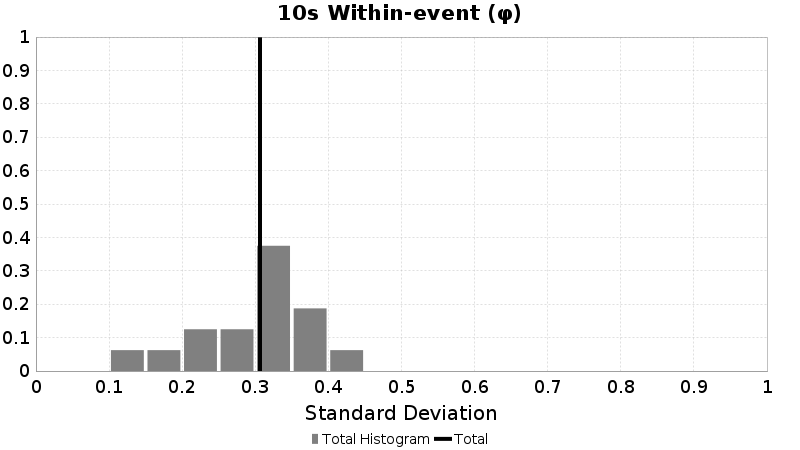 10s Within-event (φ)
1
0.9
0.8
0.7
0.6
0.5
0.4
0.3
0.2
0.1
0
0 0.1 0.2 0.3 0.4 0.5 0.6 0.7 0.8 0.9 1
Standard Deviation
Total Histogram Total